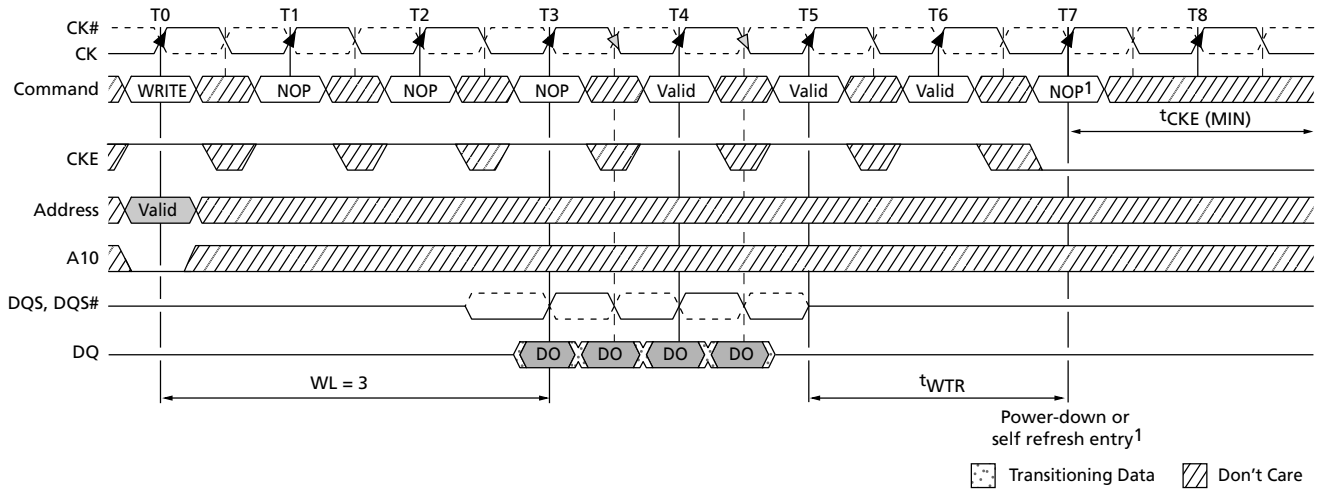 T0 T1 T2 T3 T4 T5 T6 T7 T8
CK#
CK
Command WRITE NOP NOP NOP Valid Valid Valid NOP1
tCKE (MIN)
CKE
Address Valid
A10
DQS, DQS#
DQ DO DO DO DO
WL = 3 tWTR
Power-down or
self refresh entry1
Transitioning Data Don't Care